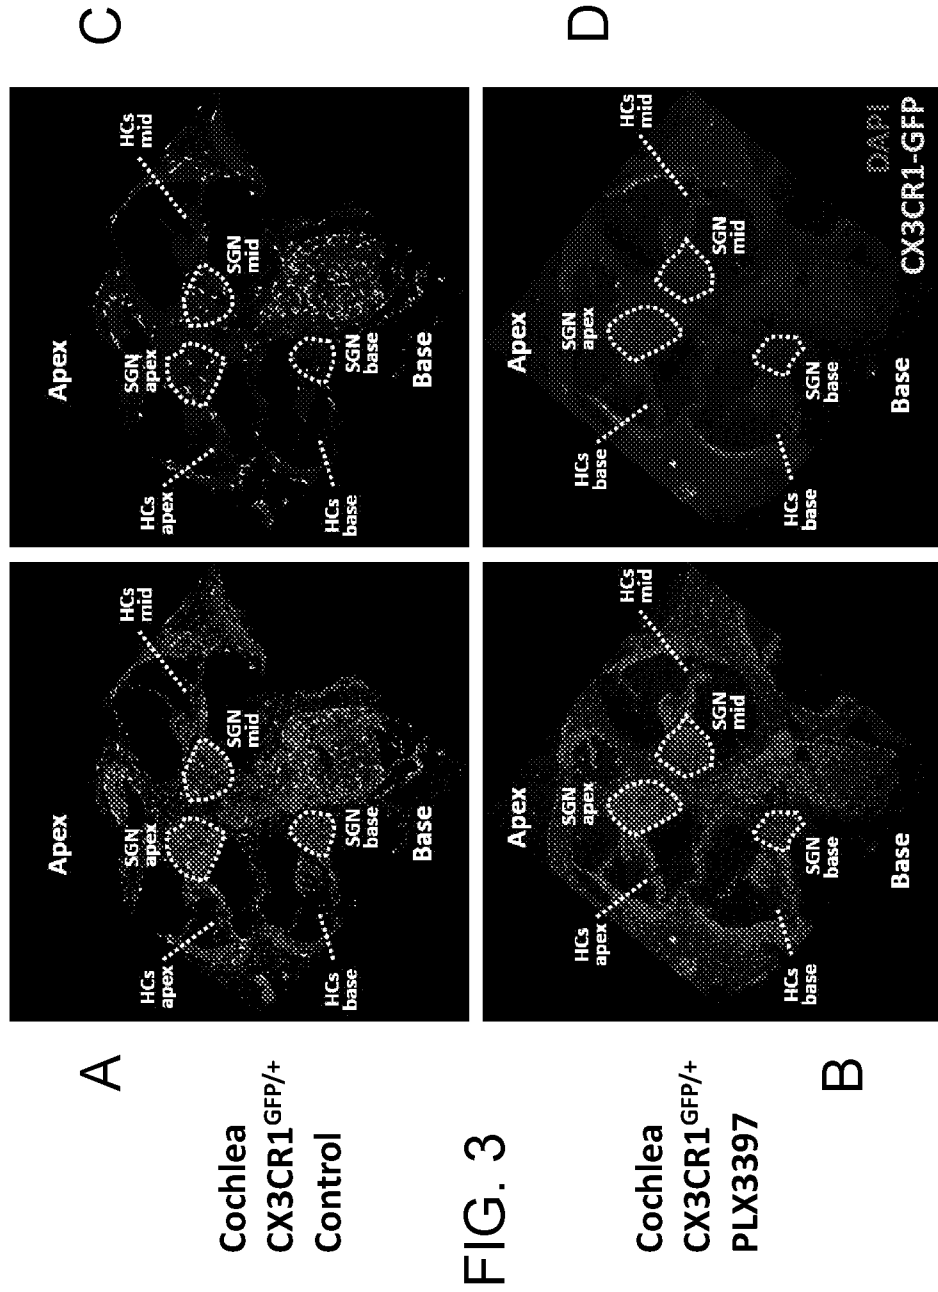 Cochlea
CX3CR1GFP/+
Control
A
Apex
SGN
apex
HCs
mid
HCs
apex
SGN
mid
HCs
base
SGN
base
Base
C
Apex
SGN
apex
HCs
mid
HCs
apex
SGN
mid
HCs
base
SGN
base
Base
FIG. 3
Cochlea
CX3CR1GFP/+
PLX3397
B
Apex
SGN
apex
HCs
mid
HCs
apex
SGN
mid
HCs
base
SGN
base
Base
D
Apex
SGN
apex
HCs
mid
HCs
base
SGN
mid
HCs
base
SGN
base
Base
DAPI
CX3CR1-GFP